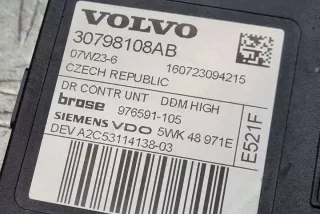 VOLVO
30798108AB
07W23-6 160723094215
CZECH REPUBLIC
DR CONTR UNT DDM HIGH
brose 976591-105
SIEMENS VDO 5WK 48 971E
DEV A2C53114138-03
E521F